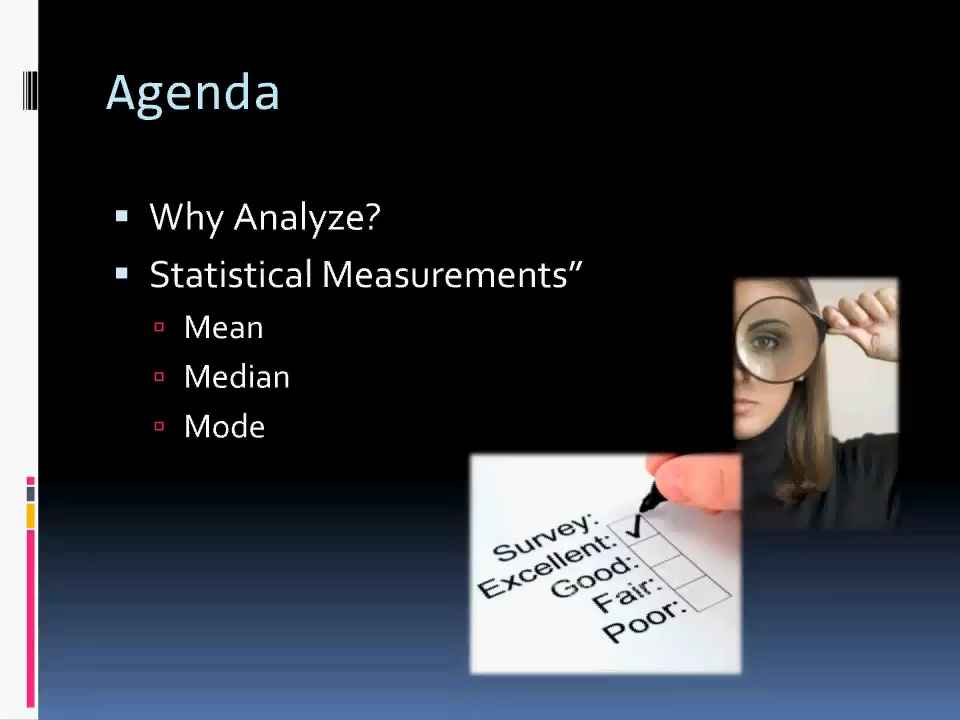 Agenda
Why Analyze?
Statistical Measurements”
Mean
Median
Mode
Survey:
Excellent:
Good:
Fair:
Poor: